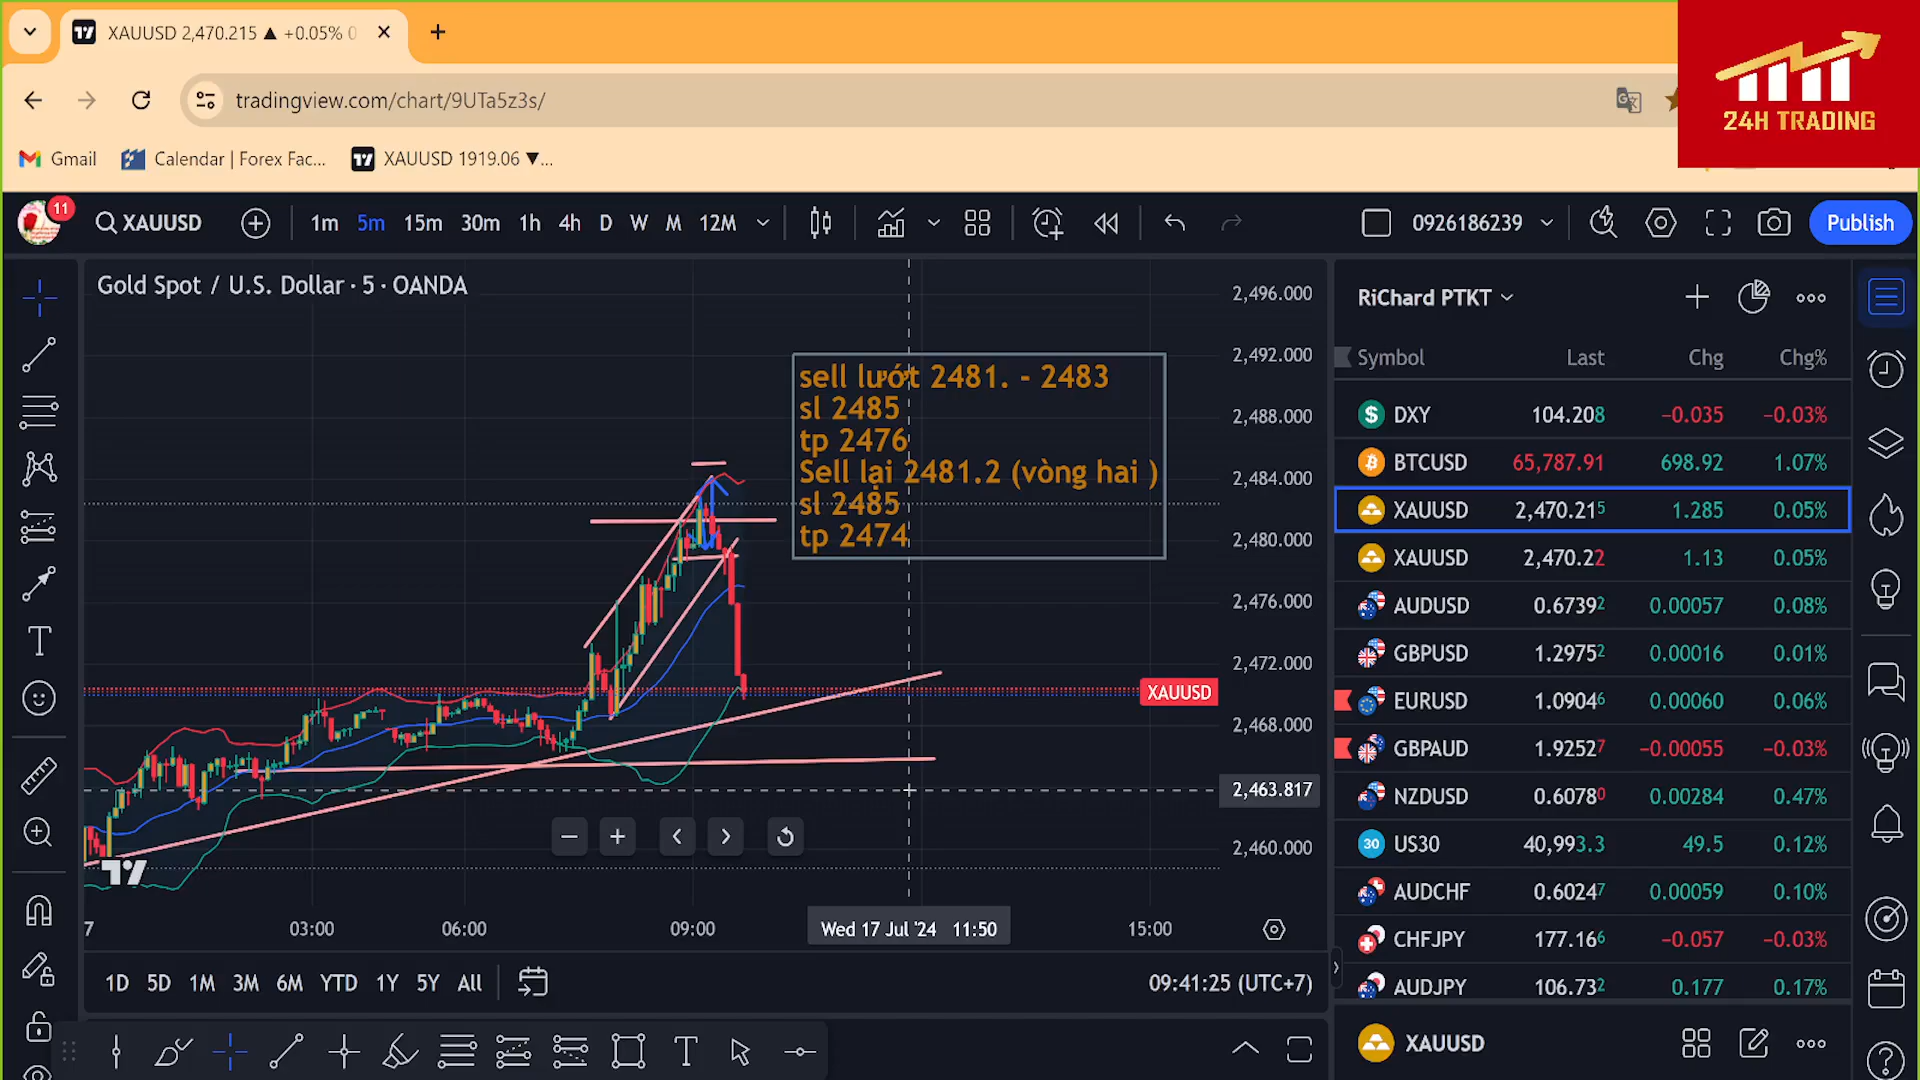 XAUUSD 2,470.215 ▲ +0.05% 0
tradingview.com/chart/9UTa5z3s/
24H TRADING
Gmail
Calendar | Forex Fac...
XAUUSD 1919.06 ▼...
11
XAUUSD
1m 5m 15m 30m 1h 4h D W M 12M
0926186239
Publish
Gold Spot / U.S. Dollar · 5 · OANDA
sell lướt 2481. - 2483
sl 2485
tp 2476
Sell lại 2481.2 (vòng hai )
sl 2485
tp 2474
2,496.000
2,492.000
2,488.000
2,484.000
2,480.000
2,476.000
2,472.000
XAUUSD
2,468.000
2,463.817
2,460.000
7 03:00 06:00 09:00 Wed 17 Jul '24 11:50 15:00
1D 5D 1M 3M 6M YTD 1Y 5Y All
09:41:25 (UTC+7)
RiChard PTKT
Symbol Last Chg Chg%
DXY 104.208 −0.035 −0.03%
BTCUSD 65,787.91 698.92 1.07%
XAUUSD 2,470.215 1.285 0.05%
XAUUSD 2,470.22 1.13 0.05%
AUDUSD 0.67392 0.00057 0.08%
GBPUSD 1.29752 0.00016 0.01%
EURUSD 1.09046 0.00060 0.06%
GBPAUD 1.92527 −0.00055 −0.03%
NZDUSD 0.60780 0.00284 0.47%
30 US30 40,993.3 49.5 0.12%
AUDCHF 0.60247 0.00059 0.10%
CHFJPY 177.166 −0.057 −0.03%
AUDJPY 106.732 0.177 0.17%
XAUUSD